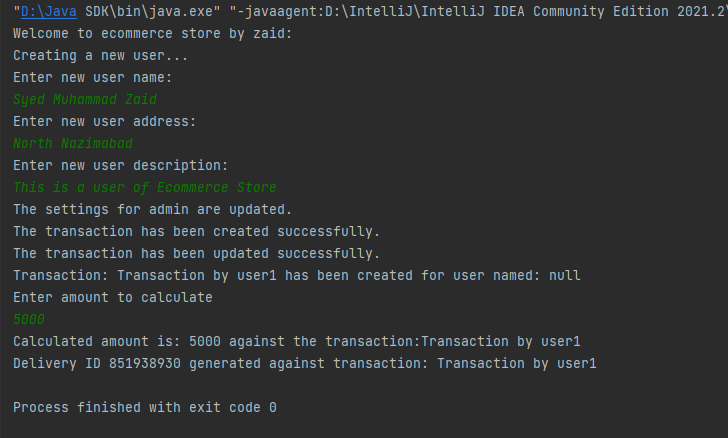 "D:\Java SDK\bin\java.exe" "-javaagent:D:\IntelliJ\IntelliJ IDEA Community Edition 2021.2\
Welcome to ecommerce store by zaid:
Creating a new user...
Enter new user name:
Syed Muhammad Zaid
Enter new user address:
North Nazimabad
Enter new user description:
This is a user of Ecommerce Store
The settings for admin are updated.
The transaction has been created successfully.
The transaction has been updated successfully.
Transaction: Transaction by user1 has been created for user named: null
Enter amount to calculate
5000
Calculated amount is: 5000 against the transaction:Transaction by user1
Delivery ID 851938930 generated against transaction: Transaction by user1
Process finished with exit code 0